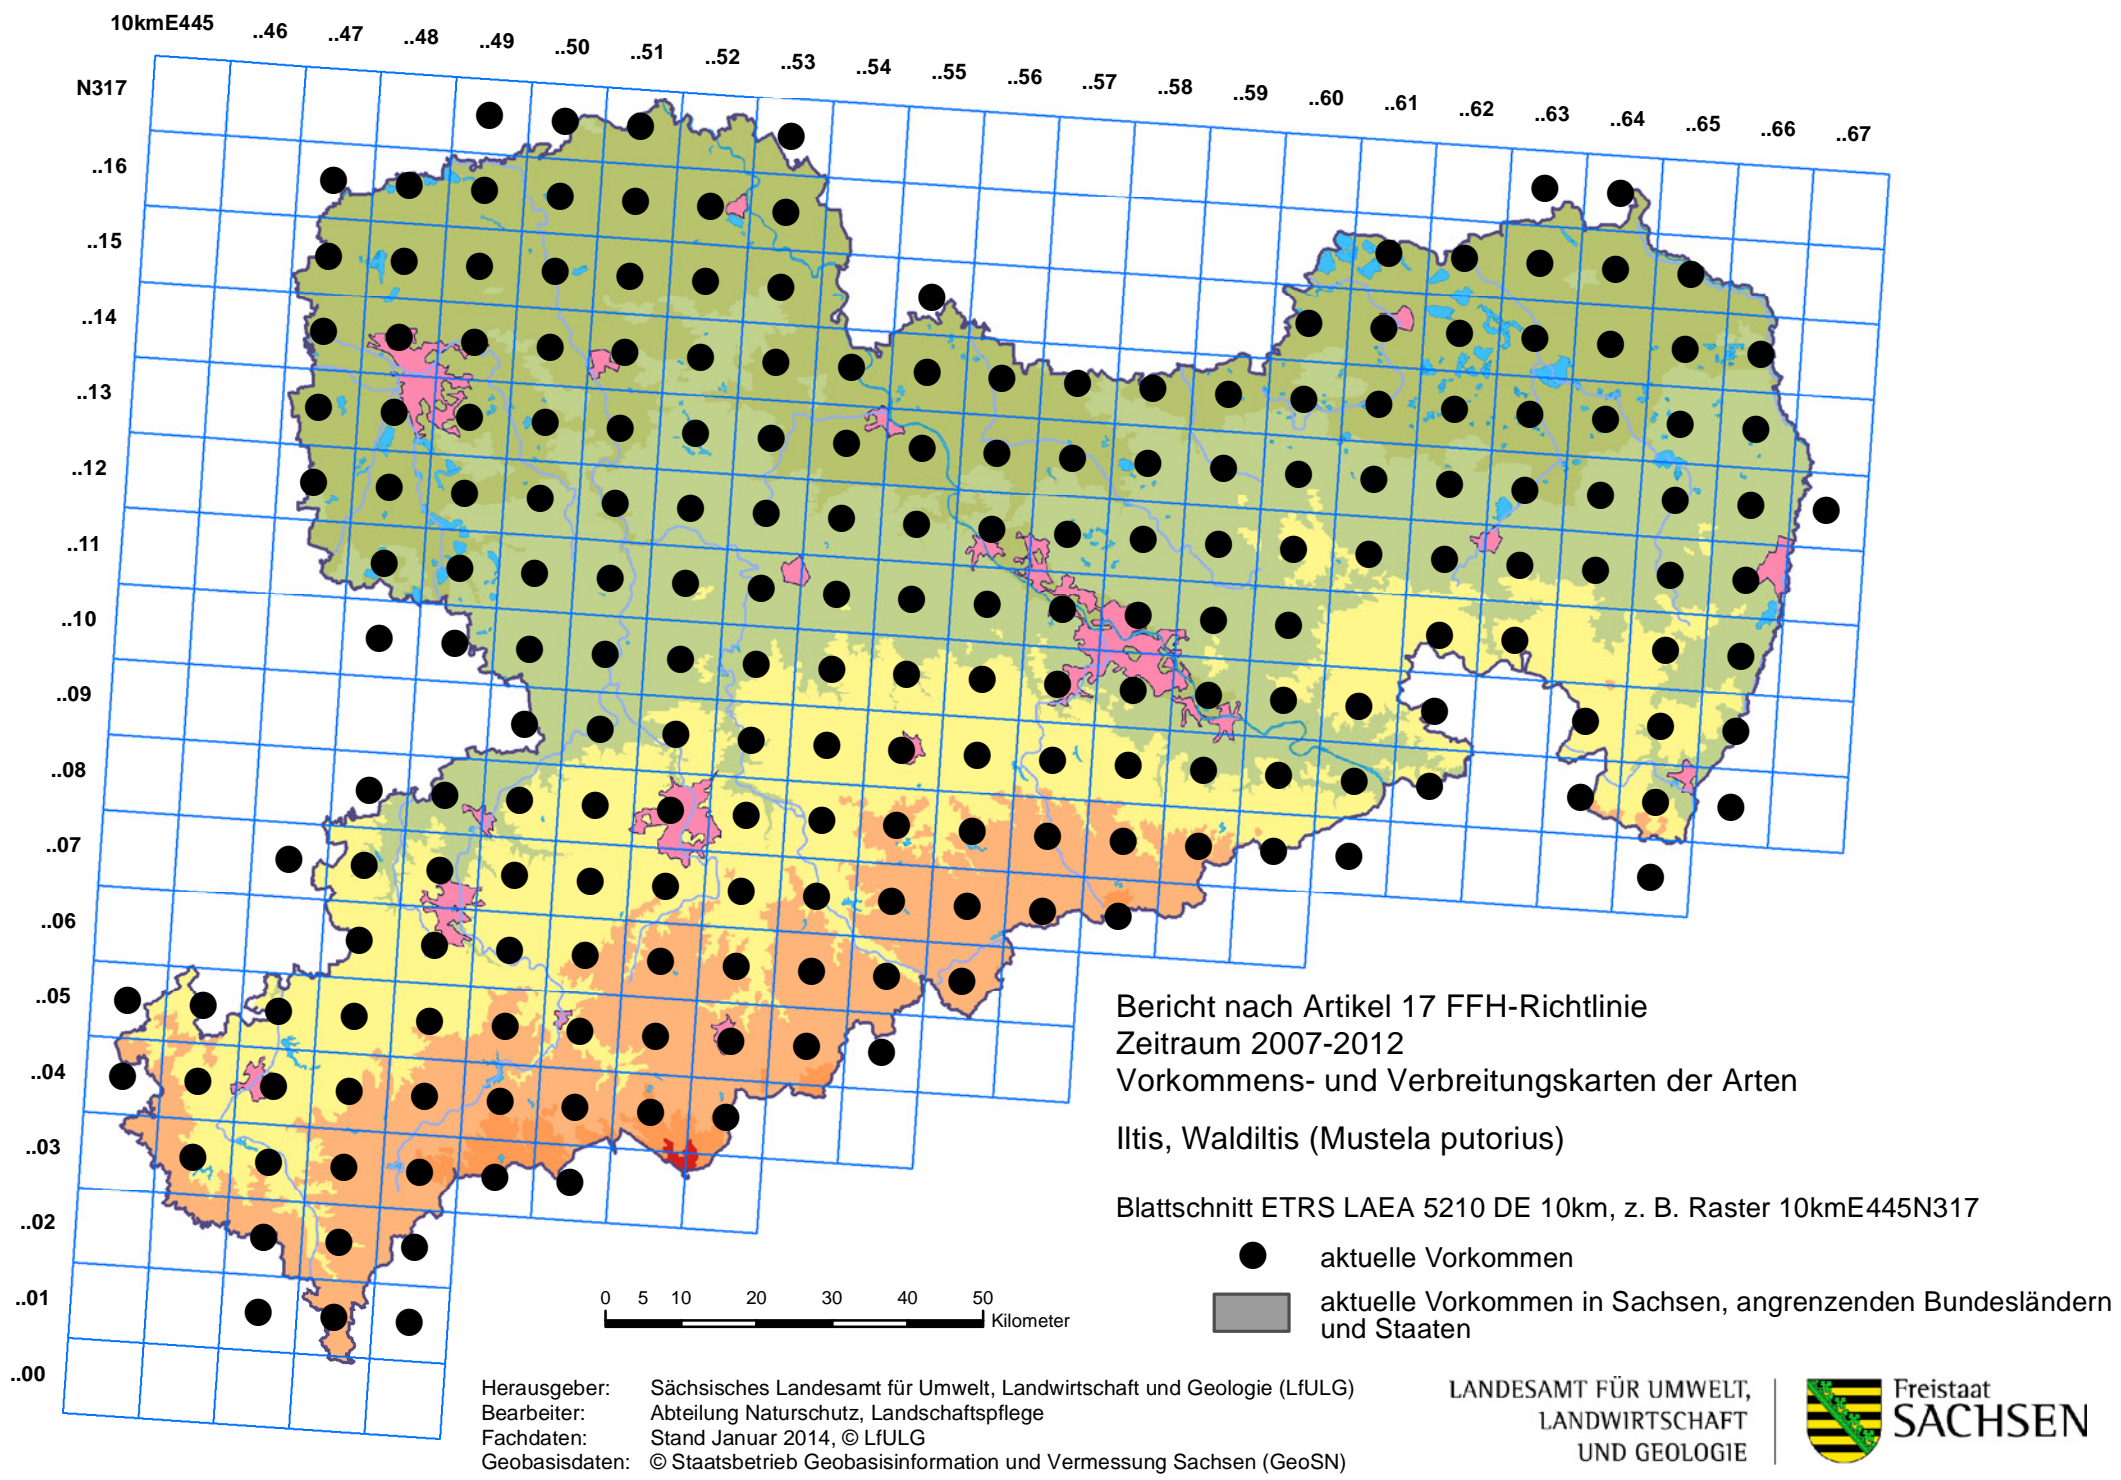 10kmE445 ..46 ..47 ..48 ..49 ..50 ..51 ..52 ..53 ..54 ..55 ..56 ..57 ..58 ..59 ..60 ..61 ..62 ..63 ..64 ..65 ..66 ..67
N317
..16
..15
..14
..13
..12
..11
..10
..09
..08
..07
..06
..05
..04
..03
..02
..01
..00
Bericht nach Artikel 17 FFH-Richtlinie
Zeitraum 2007-2012
Vorkommens- und Verbreitungskarten der Arten
Iltis, Waldiltis (Mustela putorius)
Blattschnitt ETRS LAEA 5210 DE 10km, z. B. Raster 10kmE445N317
aktuelle Vorkommen
aktuelle Vorkommen in Sachsen, angrenzenden Bundesländern
und Staaten
0 5 10 20 30 40 50
Kilometer
Herausgeber: Sächsisches Landesamt für Umwelt, Landwirtschaft und Geologie (LfULG)
Bearbeiter: Abteilung Naturschutz, Landschaftspflege
Fachdaten: Stand Januar 2014, © LfULG
Geobasisdaten: © Staatsbetrieb Geobasisinformation und Vermessung Sachsen (GeoSN)
LANDESAMT FÜR UMWELT,
LANDWIRTSCHAFT
UND GEOLOGIE
Freistaat
SACHSEN